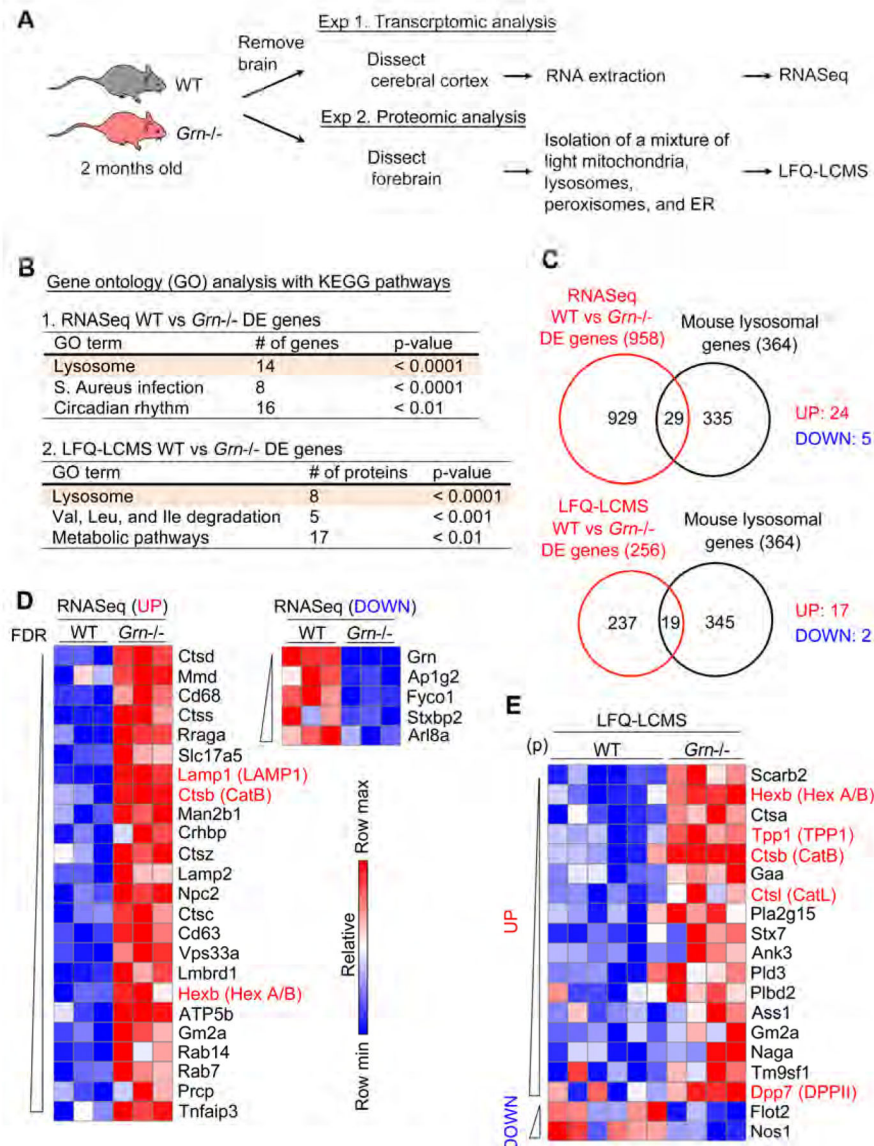 A
Exp 1. Transcrptomic analysis
Remove
brain
Dissect
cerebral cortex
RNA extraction
RNASeq
WT
Grn-/-
2 months old
Exp 2. Proteomic analysis
Dissect
forebrain
Isolation of a mixture of
light mitochdria,
lysosomes,
peroxisomes, and ER
LFQ-LCMS
B
Gene ontology (GO) analysis with KEGG pathways
1. RNASeq WT vs Grn-/- DE genes
GO term # of genes p-value
Lysosome 14 < 0.0001
S. Aureus infection 8 < 0.0001
Circadian rhythm 16 < 0.01
2. LFQ-LCMS WT vs Grn-/- DE genes
GO term # of proteins p-value
Lysosome 8 < 0.0001
Val, Leu, and Ile degradation 5 < 0.001
Metabolic pathways 17 < 0.01
C
RNASeq
WT vs Grn-/-
DE genes (958)
Mouse lysosomal
genes (364)
929 29 335
UP: 24
DOWN: 5
LFQ-LCMS
WT vs Grn-/-
DE genes (256)
Mouse lysosomal
genes (364)
237 19 345
UP: 17
DOWN: 2
D
RNASeq (UP)
FDR WT Grn-/-
Ctsd
Mmd
Cd68
Ctss
Rraga
Slc17a5
Lamp1 (LAMP1)
Ctsb (CatB)
Man2b1
Crhbp
Ctsz
Lamp2
Npc2
Ctsc
Cd63
Vps33a
Lmbrd1
Hexb (Hex A/B)
ATP5b
Gm2a
Rab14
Rab7
Prcp
Tnfaip3
RNASeq (DOWN)
WT Grn-/-
Grn
Ap1g2
Fyco1
Stxbp2
Arl8a
Row max
Relative
Row min
E
LFQ-LCMS
(p) WT Grn-/-
UP
Scarb2
Hexb (Hex A/B)
Ctsa
Tpp1 (TPP1)
Ctsb (CatB)
Gaa
Ctsl (CatL)
Pla2g15
Stx7
Ank3
Pld3
Plbd2
Ass1
Gm2a
Naga
Tm9sf1
Dpp7 (DPPII)
DOWN
Flot2
Nos1